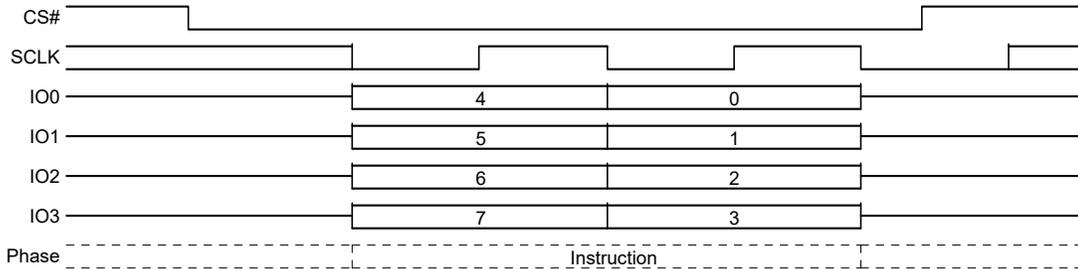 CS#
SCLK
IO0 4 0
IO1 5 1
IO2 6 2
IO3 7 3
Phase Instruction